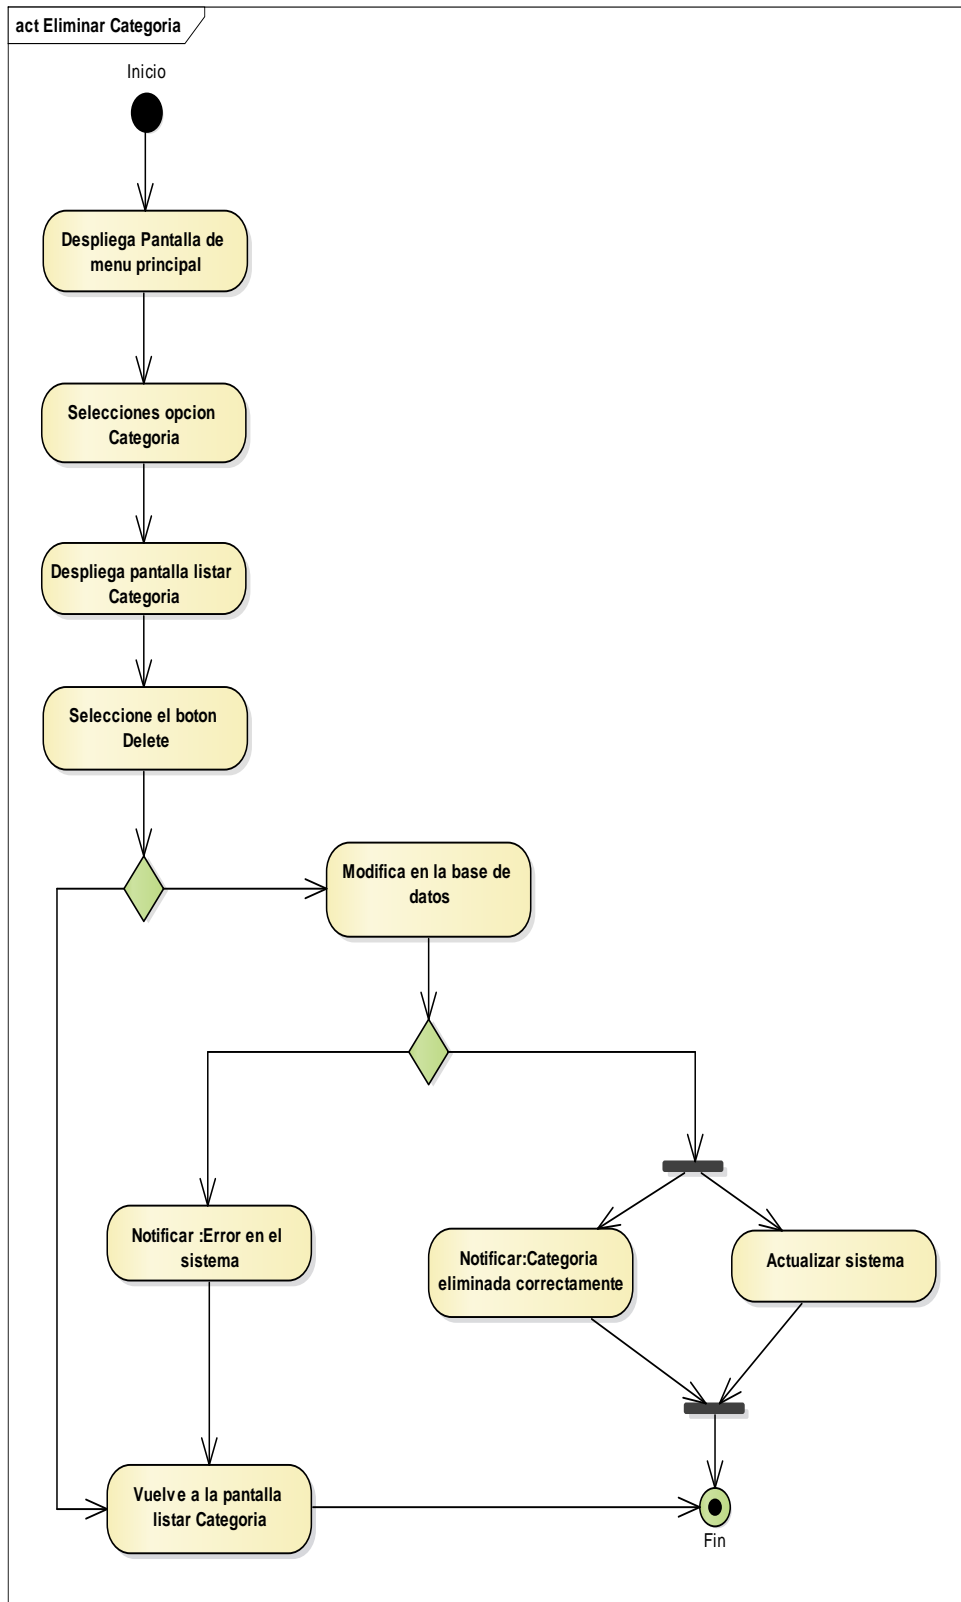 act Eliminar Categoria
Inicio
Despliega Pantalla de
menu principal
Selecciones opcion
Categoria
Despliega pantalla listar
Categoria
Seleccione el boton
Delete
Modifica en la base de
datos
Notificar :Error en el
sistema
Notificar:Categoria
eliminada correctamente
Actualizar sistema
Vuelve a la pantalla
listar Categoria
Fin